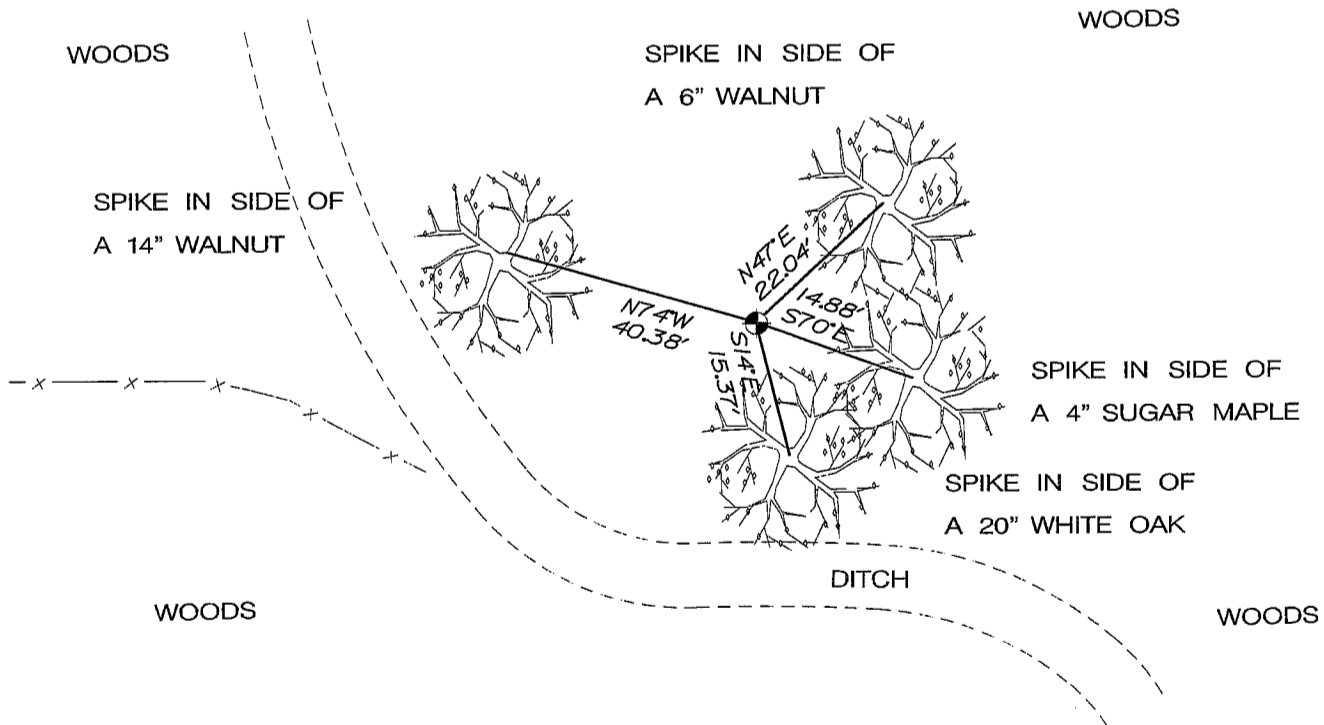 WOODS
WOODS
SPIKE IN SIDE OF
A 6" WALNUT
SPIKE IN SIDE OF
A 14" WALNUT
N47°E
22.04'
14.88'
S70°E
N74°W
40.38'
S14°E
15.37'
SPIKE IN SIDE OF
A 4" SUGAR MAPLE
SPIKE IN SIDE OF
A 20" WHITE OAK
DITCH
WOODS
WOODS